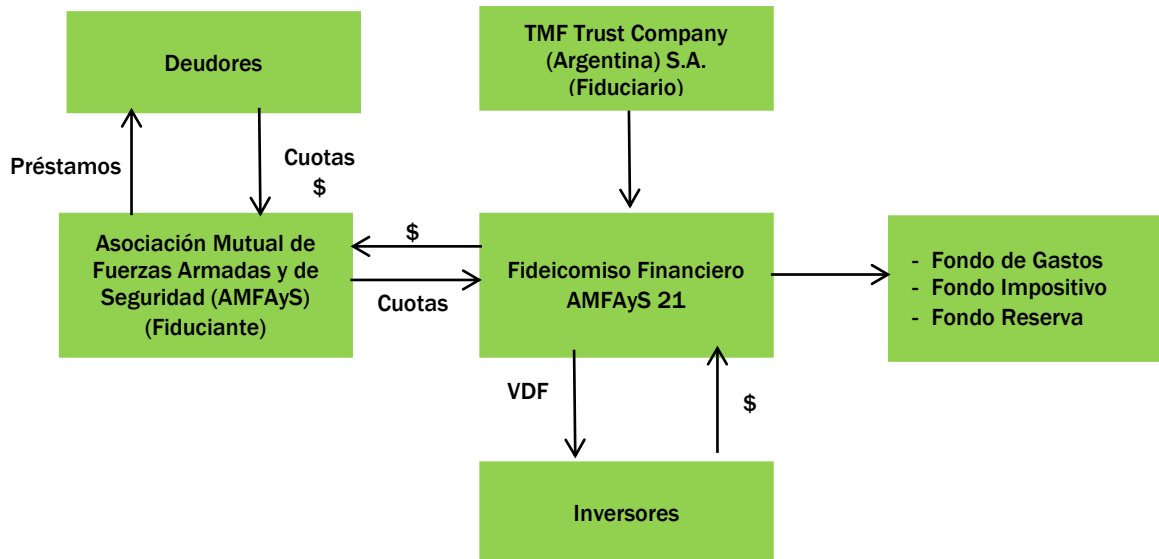 Deudores
TMF Trust Company
(Argentina) S.A.
(Fiduciario)
Préstamos
Cuotas
$
Asociación Mutual de
Fuerzas Armadas y de
Seguridad (AMFAyS)
(Fiduciante)
$
Cuotas
Fideicomiso Financiero
AMFAyS 21
- Fondo de Gastos
- Fondo Impositivo
- Fondo Reserva
VDF
$
Inversores